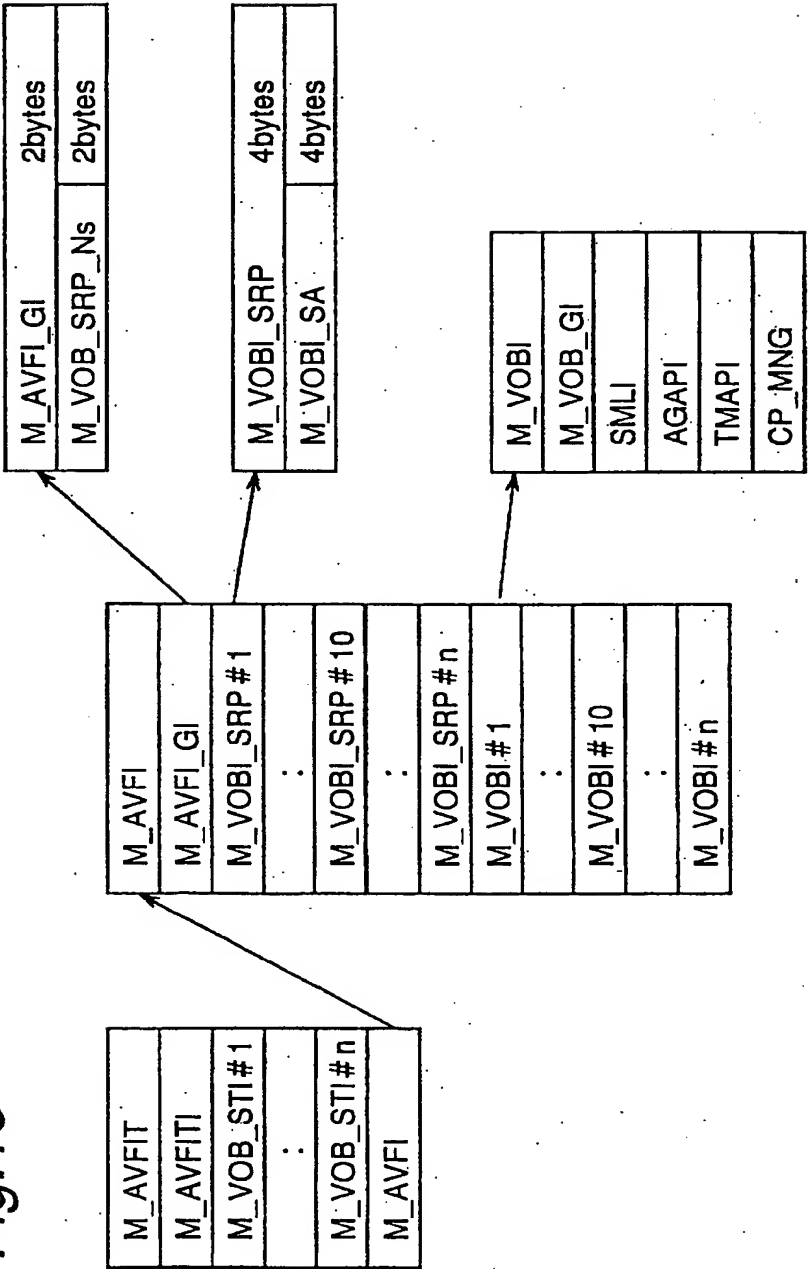 M_AVFIT
M_AVFITI
M_VOB_STI#1
:
M_VOB_STI#n
M_AVFI
M_AVFI
M_AVFI_GI
M_VOBI_SRP#1
:
M_VOBI_SRP#10
:
M_VOBI_SRP#n
M_VOBI#1
:
M_VOBI#10
:
M_VOBI#n
M_AVFI_GI 2bytes
M_VOB_SRP_Ns 2bytes
M_VOBI_SRP 4bytes
M_VOBI_SA 4bytes
M_VOBI
M_VOB_GI
SMLI
AGAPI
TMAPI
CP_MNG